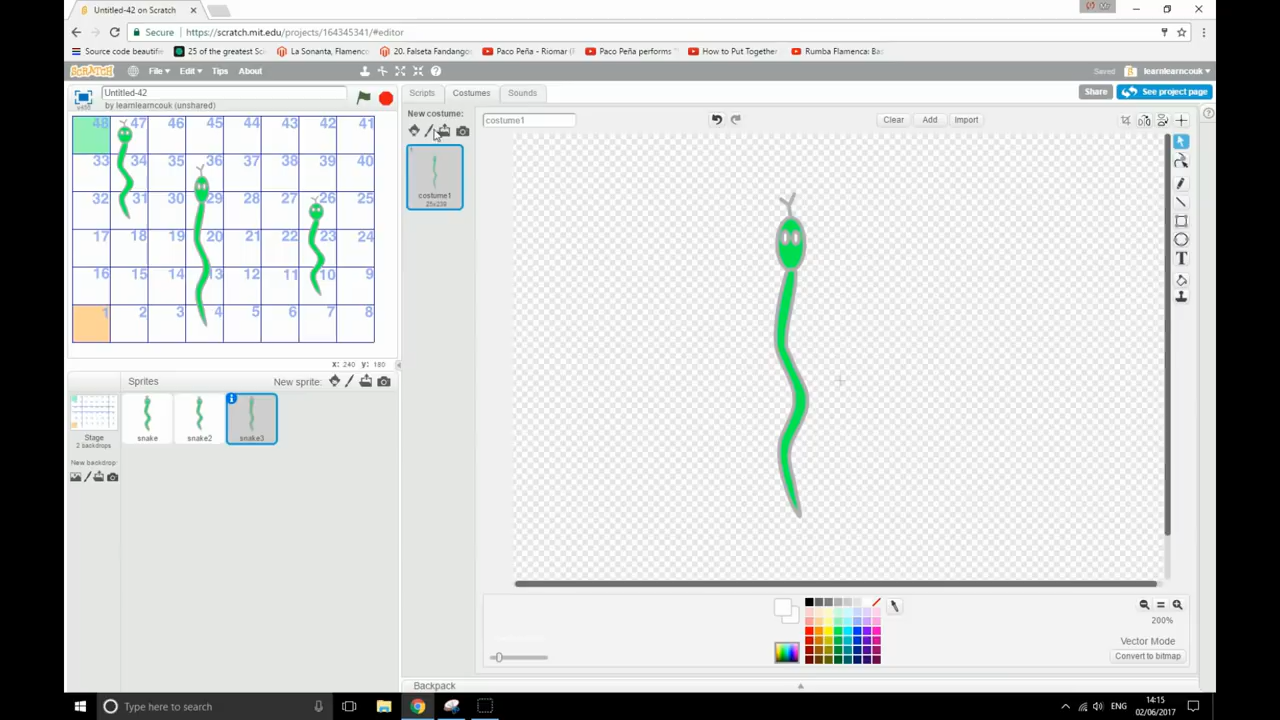 Untitled-42 on Scratch
Secure https://scratch.mit.edu/projects/164345341/#editor
Source code beautifi 25 of the greatest Sc La Sonanta, Flamenco 20. Falseta Fandangos Paco Peña - Riomar (F Paco Peña performs " How to Put Together Rumba Flamenca: Bas
SCRATCH File Edit Tips About Saved learnlearncouk
Scripts Costumes Sounds Share See project page
Untitled-42
by learnlearncouk (unshared)
v460
New costume:
costume1 Clear Add Import
1
costume1
25x238
48 47 46 45 44 43 42 41
33 34 35 36 37 38 39 40
32 31 30 29 28 27 26 25
17 18 19 20 21 22 23 24
16 15 14 13 12 11 10 9
1 2 3 4 5 6 7 8
x: 240 y: 180
Sprites New sprite:
snake snake2 snake3
Stage
2 backdrops
New backdrop:
200%
Vector Mode
Convert to bitmap
Backpack
Type here to search ENG 14:15
02/06/2017